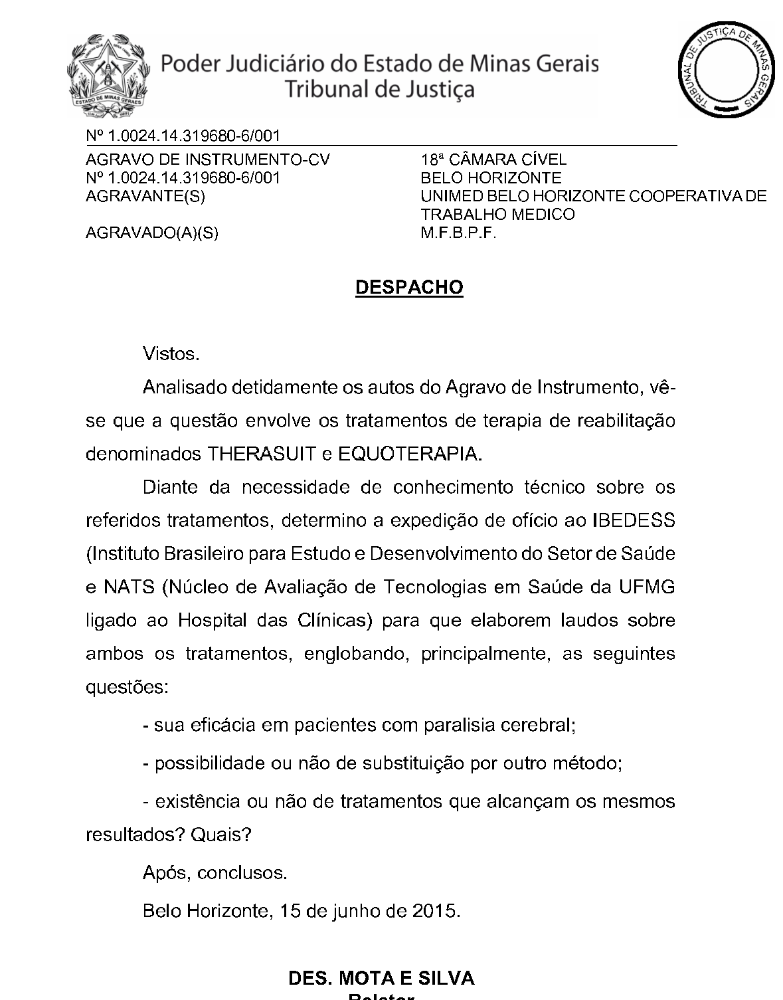 Poder Judiciário do Estado de Minas Gerais
Tribunal de Justiça
TRIBUNAL DE JUSTIÇA DE MINAS GERAIS
ESTADO DE MINAS GERAES
Nº 1.0024.14.319680-6/001
AGRAVO DE INSTRUMENTO-CV 18ª CÂMARA CÍVEL
Nº 1.0024.14.319680-6/001 BELO HORIZONTE
AGRAVANTE(S) UNIMED BELO HORIZONTE COOPERATIVA DE
TRABALHO MEDICO
AGRAVADO(A)(S) M.F.B.P.F.
DESPACHO
Vistos.
Analisado detidamente os autos do Agravo de Instrumento, vê-
se que a questão envolve os tratamentos de terapia de reabilitação
denominados THERASUIT e EQUOTERAPIA.
Diante da necessidade de conhecimento técnico sobre os
referidos tratamentos, determino a expedição de ofício ao IBEDESS
(Instituto Brasileiro para Estudo e Desenvolvimento do Setor de Saúde
e NATS (Núcleo de Avaliação de Tecnologias em Saúde da UFMG
ligado ao Hospital das Clínicas) para que elaborem laudos sobre
ambos os tratamentos, englobando, principalmente, as seguintes
questões:
- sua eficácia em pacientes com paralisia cerebral;
- possibilidade ou não de substituição por outro método;
- existência ou não de tratamentos que alcançam os mesmos
resultados? Quais?
Após, conclusos.
Belo Horizonte, 15 de junho de 2015.
DES. MOTA E SILVA
Relator